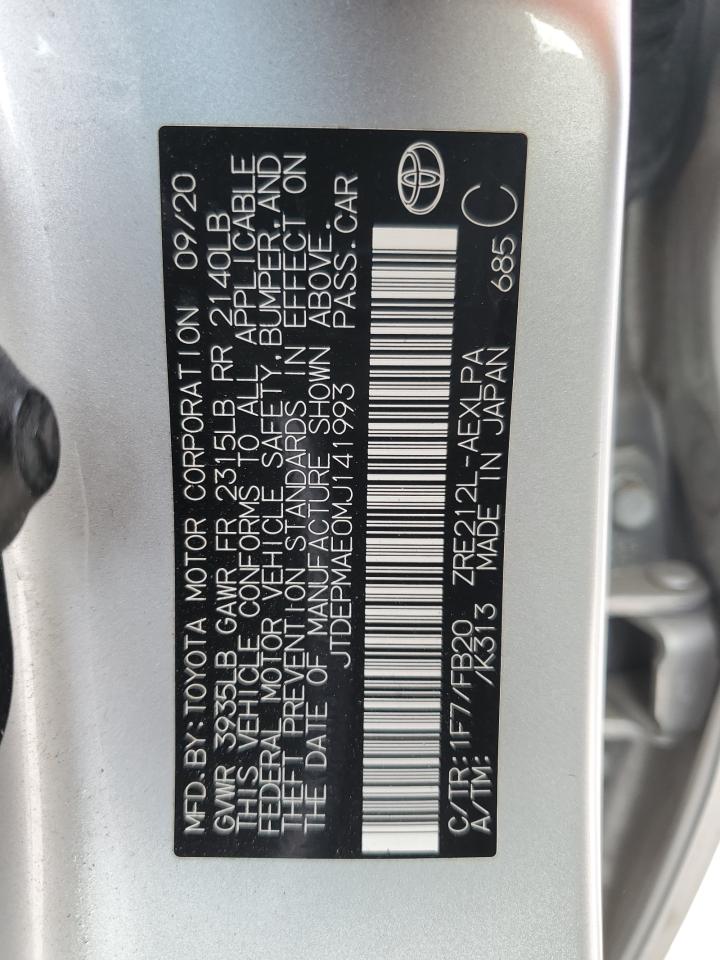 MFD.BY:TOYOTA MOTOR CORPORATION 09/20
GVWR 3935LB GAWR FR 2315LB RR 2140LB
THIS VEHICLE CONFORMS TO ALL APPLICABLE
FEDERAL MOTOR VEHICLE SAFETY,BUMPER,AND
THEFT PREVENTION STANDARDS IN EFFECT ON
THE DATE OF MANUFACTURE SHOWN ABOVE.
JTDEPMAE0MJ141993 PASS.CAR
C/TR:1F7/FB20 ZRE212L-AEXLPA 685
A/TM: /K313 MADE IN JAPAN C